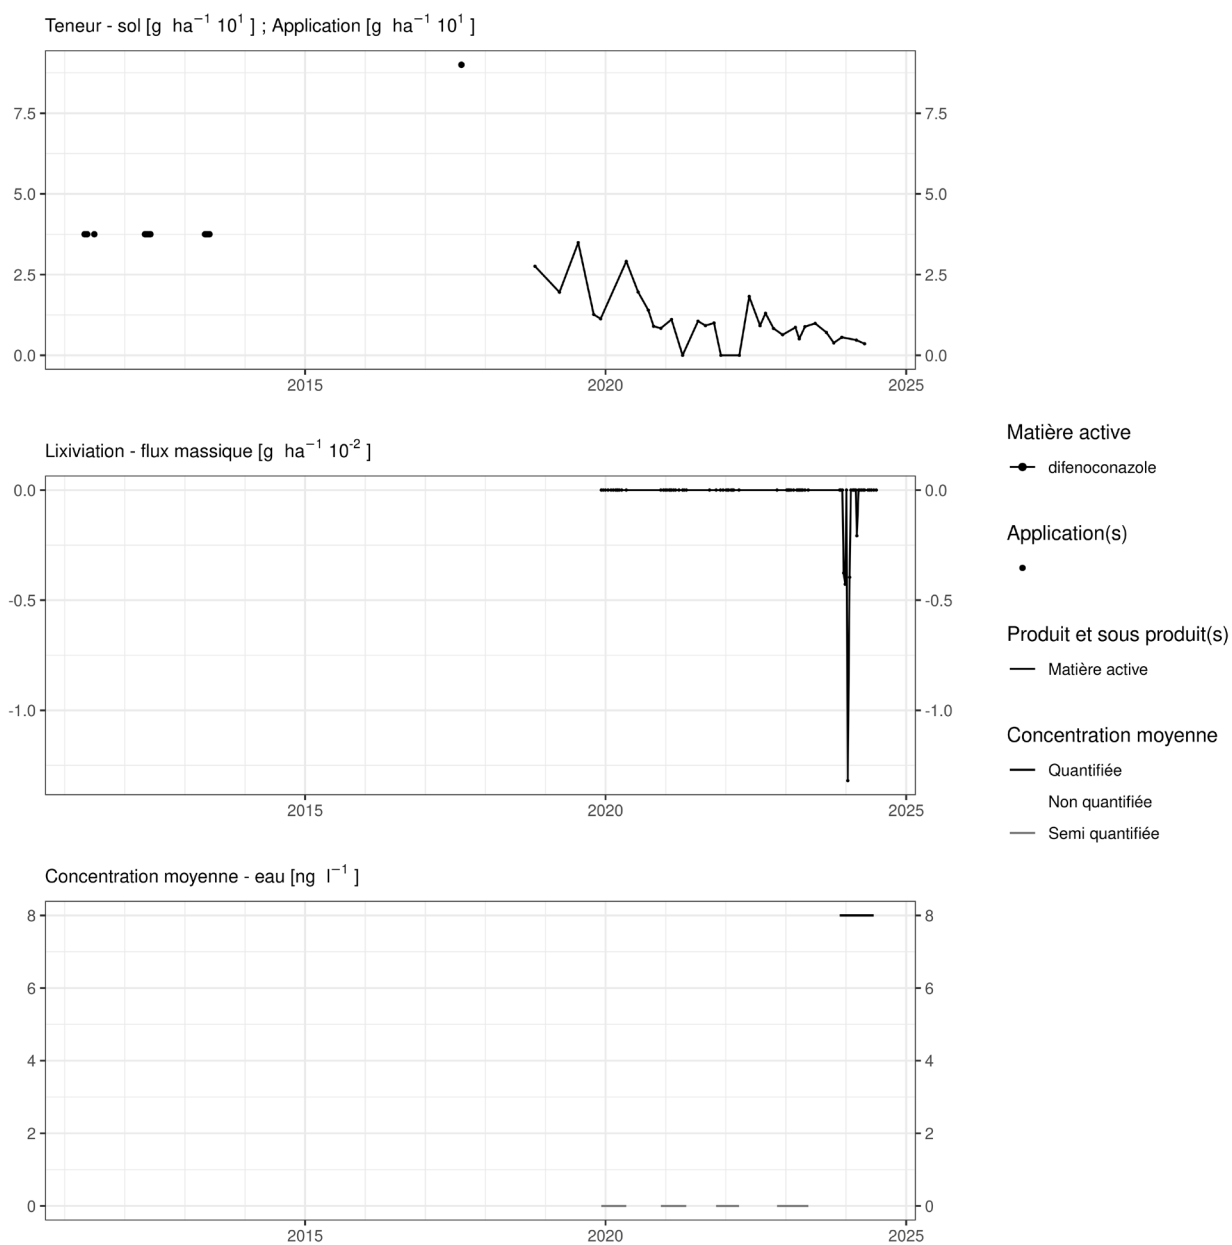 Teneur - sol [g ha⁻¹ 10¹ ] ; Application [g ha⁻¹ 10¹ ]
7.5 7.5
5.0 5.0
2.5 2.5
0.0 0.0
2015 2020 2025
Lixiviation - flux massique [g ha⁻¹ 10⁻² ]
0.0 0.0
-0.5 -0.5
-1.0 -1.0
2015 2020 2025
Concentration moyenne - eau [ng l⁻¹ ]
8 8
6 6
4 4
2 2
0 0
2015 2020 2025
Matière active
difenoconazole
Application(s)
Produit et sous produit(s)
Matière active
Concentration moyenne
Quantifiée
Non quantifiée
Semi quantifiée